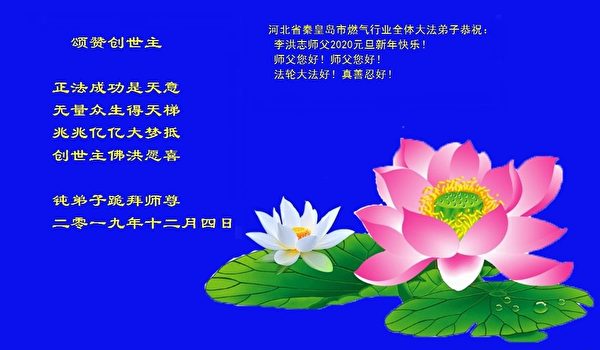 颂赞创世主
正法成功是天意
无量众生得天梯
兆兆亿亿大梦抵
创世主佛洪愿喜
钝弟子跪拜师尊
二零一九年十二月四日
河北省秦皇岛市燃气行业全体大法弟子恭祝：
李洪志师父2020元旦新年快乐！
师父您好！师父您好！
法轮大法好！真善忍好！